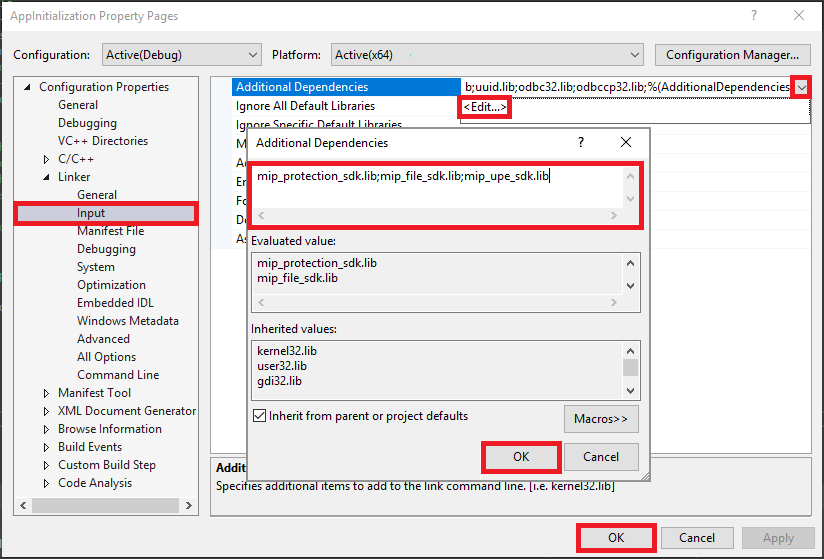 AppInitialization Property Pages
Configuration: Active(Debug) Platform: Active(x64) Configuration Manager...
Configuration Properties
General
Debugging
VC++ Directories
C/C++
Linker
General
Input
Manifest File
Debugging
System
Optimization
Embedded IDL
Windows Metadata
Advanced
All Options
Command Line
Manifest Tool
XML Document Generator
Browse Information
Build Events
Custom Build Step
Code Analysis
Additional Dependencies b;uuid.lib;odbc32.lib;odbccp32.lib;%(AdditionalDependencies
Ignore All Default Libraries <Edit...>
Ignore Specific Default Libraries
M
A
En
Fo
De
As
Additional Dependencies ?
mip_protection_sdk.lib;mip_file_sdk.lib;mip_upe_sdk.lib
Evaluated value:
mip_protection_sdk.lib
mip_file_sdk.lib
Inherited values:
kernel32.lib
user32.lib
gdi32.lib
Inherit from parent or project defaults
Macros>>
OK Cancel
Addit
Specifies additional items to add to the link command line. [i.e. kernel32.lib]
OK Cancel Apply